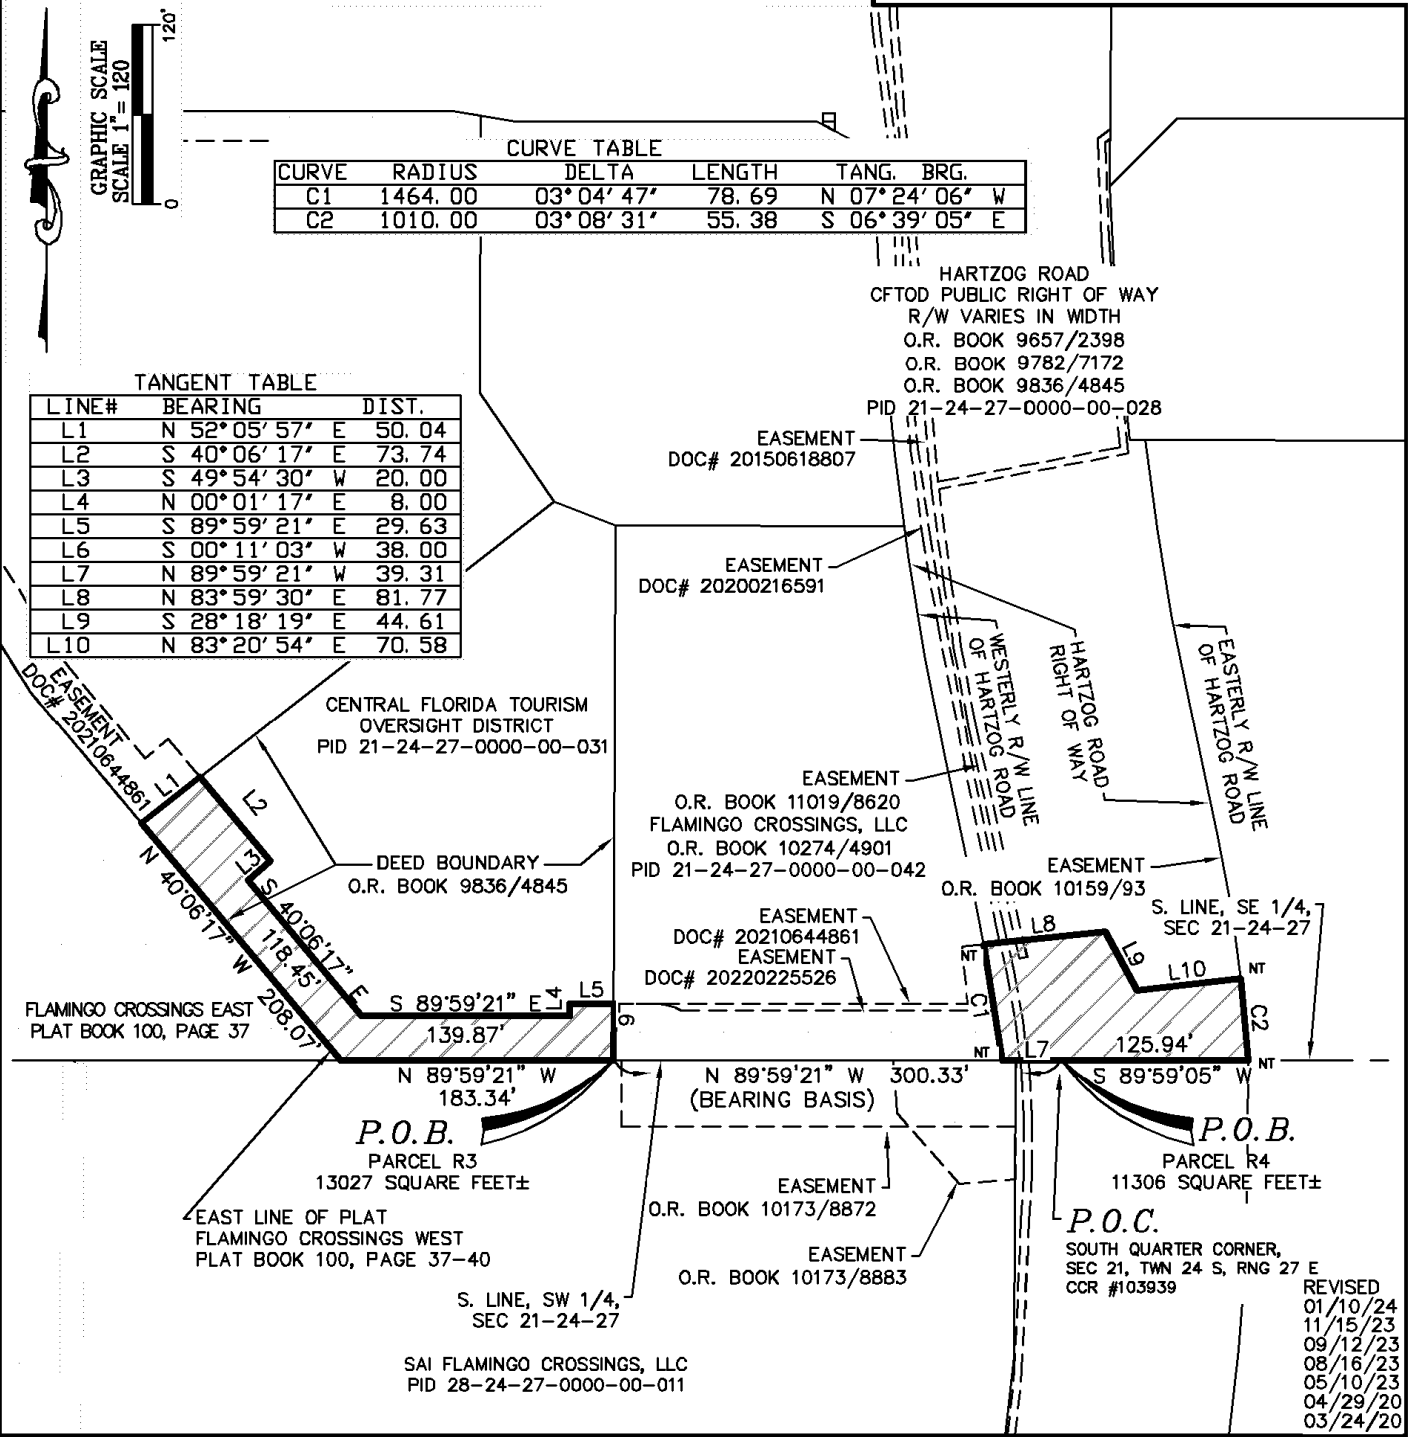 GRAPHIC SCALE
SCALE 1" = 120
120'
0
CURVE TABLE
CURVE RADIUS DELTA LENGTH TANG. BRG.
C1 1464.00 03°04'47" 78.69 N 07°24'06" W
C2 1010.00 03°08'31" 55.38 S 06°39'05" E
HARTZOG ROAD
CFTOD PUBLIC RIGHT OF WAY
R/W VARIES IN WIDTH
O.R. BOOK 9657/2398
O.R. BOOK 9782/7172
O.R. BOOK 9836/4845
PID 21-24-27-0000-00-028
TANGENT TABLE
LINE# BEARING DIST.
L1 N 52°05'57" E 50.04
L2 S 40°06'17" E 73.74
L3 S 49°54'30" W 20.00
L4 N 00°01'17" E 8.00
L5 S 89°59'21" E 29.63
L6 S 00°11'03" W 38.00
L7 N 89°59'21" W 39.31
L8 N 83°59'30" E 81.77
L9 S 28°18'19" E 44.61
L10 N 83°20'54" E 70.58
EASEMENT
DOC# 20150618807
EASEMENT
DOC# 20200216591
WESTERLY R/W LINE
OF HARTZOG ROAD
HARTZOG ROAD
RIGHT OF WAY
EASTERLY R/W LINE
OF HARTZOG ROAD
EASEMENT
DOC# 20210644861
CENTRAL FLORIDA TOURISM
OVERSIGHT DISTRICT
PID 21-24-27-0000-00-031
EASEMENT
O.R. BOOK 11019/8620
FLAMINGO CROSSINGS, LLC
O.R. BOOK 10274/4901
PID 21-24-27-0000-00-042
DEED BOUNDARY
O.R. BOOK 9836/4845
EASEMENT
O.R. BOOK 10159/93
S. LINE, SE 1/4,
SEC 21-24-27
EASEMENT
DOC# 20210644861
EASEMENT
DOC# 20220225526
L1
L2
L3
N 40°06'17" W 208.07'
S 40°06'17" E
118.45'
FLAMINGO CROSSINGS EAST
PLAT BOOK 100, PAGE 37
S 89°59'21" E
139.87'
L4
L5
6
L8
L9
L10
NT
NT
C1
C2
NT
L7
125.94'
NT
N 89°59'21" W
183.34'
N 89°59'21" W 300.33'
(BEARING BASIS)
S 89°59'05" W
P.O.B.
PARCEL R3
13027 SQUARE FEET±
P.O.B.
PARCEL R4
11306 SQUARE FEET±
EASEMENT
O.R. BOOK 10173/8872
EASEMENT
O.R. BOOK 10173/8883
P.O.C.
SOUTH QUARTER CORNER,
SEC 21, TWN 24 S, RNG 27 E
CCR #103939
EAST LINE OF PLAT
FLAMINGO CROSSINGS WEST
PLAT BOOK 100, PAGE 37-40
S. LINE, SW 1/4,
SEC 21-24-27
SAI FLAMINGO CROSSINGS, LLC
PID 28-24-27-0000-00-011
REVISED
01/10/24
11/15/23
09/12/23
08/16/23
05/10/23
04/29/20
03/24/20